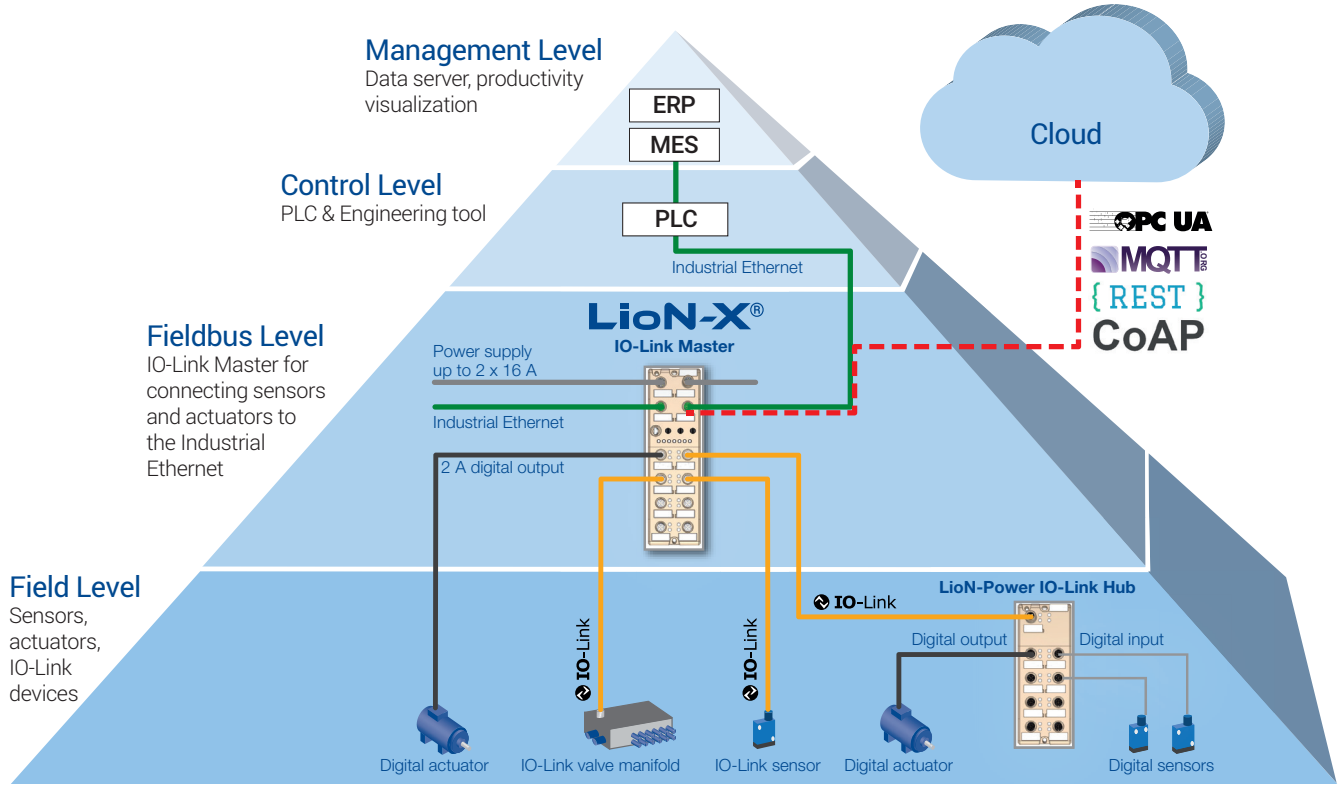 Management Level
Data server, productivity
visualization
ERP
MES
Cloud
Control Level
PLC & Engineering tool
PLC
Industrial Ethernet
OPC UA
MQTT.ORG
{ REST }
CoAP
LioN-X®
IO-Link Master
Fieldbus Level
IO-Link Master for
connecting sensors
and actuators to
the Industrial
Ethernet
Power supply
up to 2 x 16 A
Industrial Ethernet
2 A digital output
Field Level
Sensors,
actuators,
IO-Link
devices
IO-Link
IO-Link
IO-Link
LioN-Power IO-Link Hub
Digital output
Digital input
Digital actuator
IO-Link valve manifold
IO-Link sensor
Digital actuator
Digital sensors